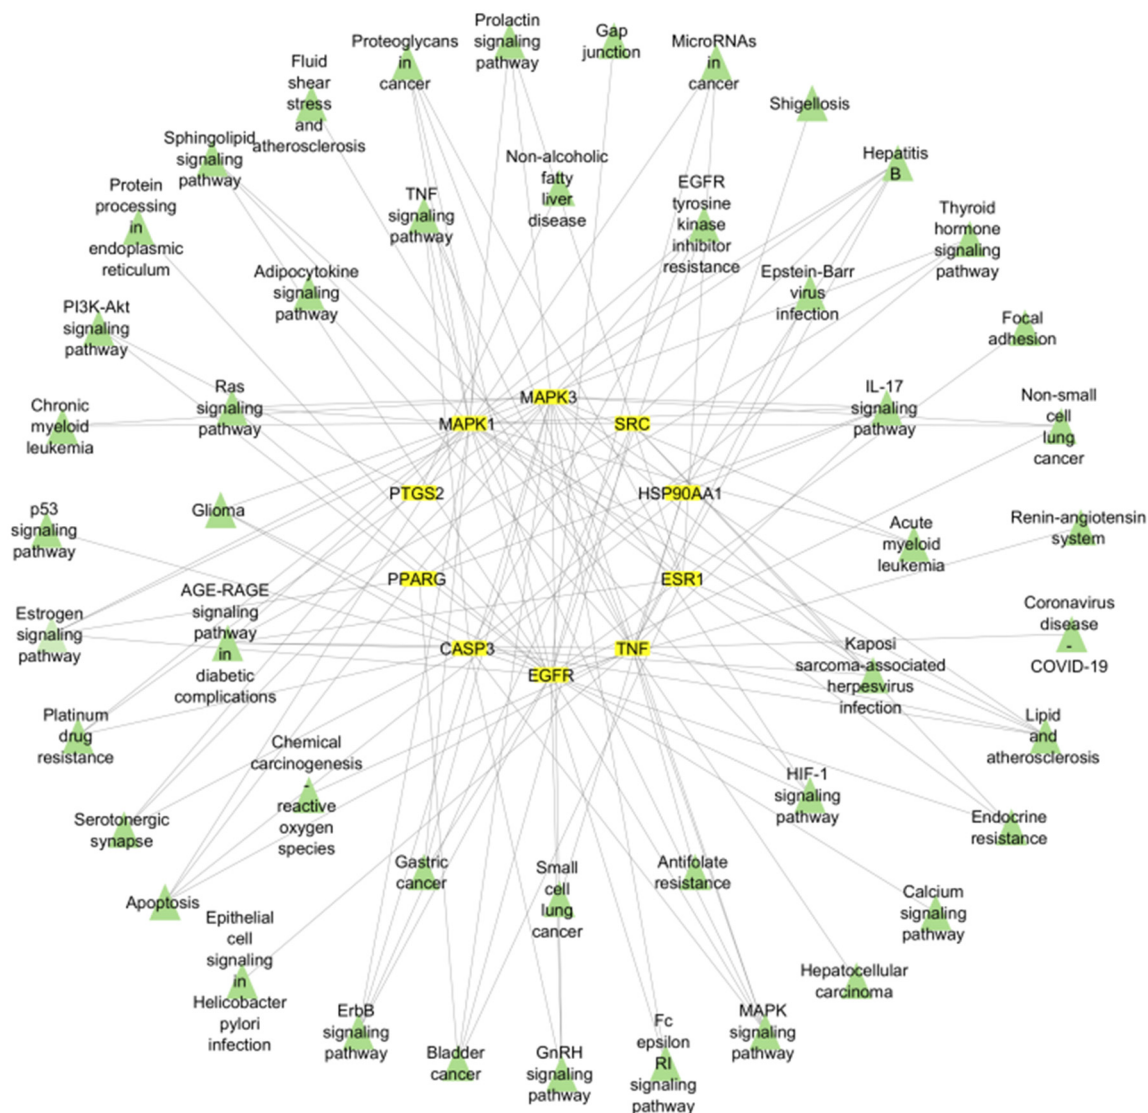 Prolactin
signaling
pathway
Gap
junction
Proteoglycans
in
cancer
MicroRNAs
in
cancer
Fluid
shear
stress
and
atherosclerosis
Shigellosis
Sphingolipid
signaling
pathway
Non-alcoholic
fatty
liver
disease
Hepatitis
B
Protein
processing
in
endoplasmic
reticulum
TNF
signaling
pathway
EGFR
tyrosine
kinase
inhibitor
resistance
Thyroid
hormone
signaling
pathway
Adipocytokine
signaling
pathway
Epstein-Barr
virus
infection
PI3K-Akt
signaling
pathway
Focal
adhesion
Chronic
myeloid
leukemia
Ras
signaling
pathway
MAPK3
MAPK1
SRC
IL-17
signaling
pathway
Non-small
cell
lung
cancer
PTGS2
HSP90AA1
p53
signaling
pathway
Glioma
Acute
myeloid
leukemia
Renin-angiotensin
system
PPARG
ESR1
Estrogen
signaling
pathway
AGE-RAGE
signaling
pathway
in
diabetic
complications
CASP3
EGFR
TNF
Kaposi
sarcoma-associated
herpesvirus
infection
Coronavirus
disease
-
COVID-19
Platinum
drug
resistance
Lipid
and
atherosclerosis
Chemical
carcinogenesis
-
reactive
oxygen
species
HIF-1
signaling
pathway
Serotonergic
synapse
Endocrine
resistance
Gastric
cancer
Small
cell
lung
cancer
Antifolate
resistance
Apoptosis
Calcium
signaling
pathway
Epithelial
cell
signaling
in
Helicobacter
pylori
infection
Hepatocellular
carcinoma
ErbB
signaling
pathway
Bladder
cancer
GnRH
signaling
pathway
Fc
epsilon
RI
signaling
pathway
MAPK
signaling
pathway